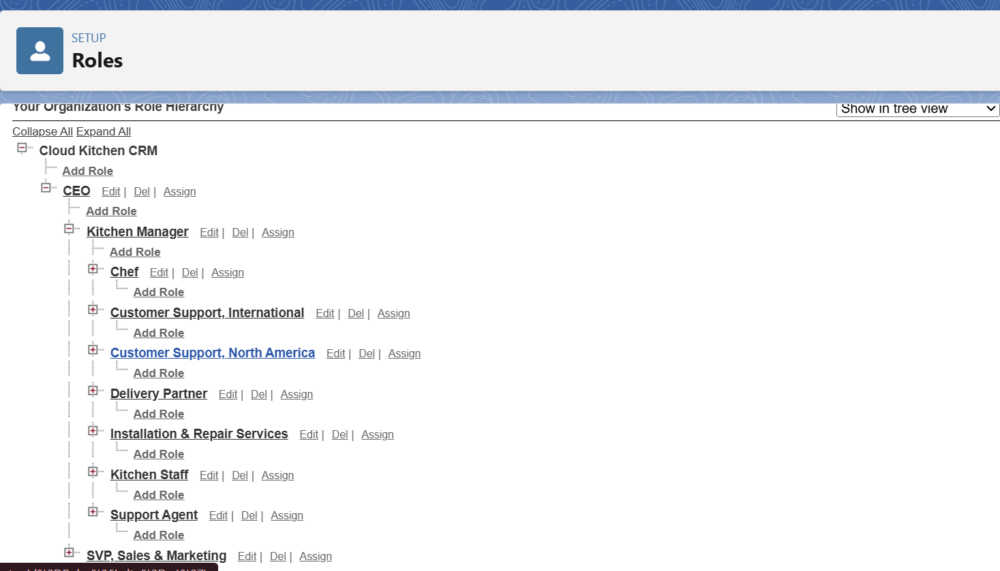 SETUP
Roles
Your Organization's Role Hierarchy
Show in tree view
Collapse All Expand All
Cloud Kitchen CRM
Add Role
CEO Edit | Del | Assign
Add Role
Kitchen Manager Edit | Del | Assign
Add Role
Chef Edit | Del | Assign
Add Role
Customer Support, International Edit | Del | Assign
Add Role
Customer Support, North America Edit | Del | Assign
Add Role
Delivery Partner Edit | Del | Assign
Add Role
Installation & Repair Services Edit | Del | Assign
Add Role
Kitchen Staff Edit | Del | Assign
Add Role
Support Agent Edit | Del | Assign
Add Role
SVP, Sales & Marketing Edit | Del | Assign